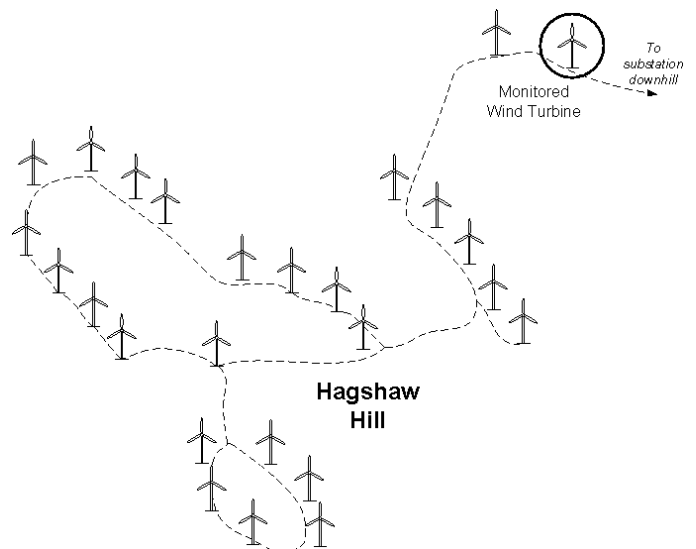 To
substation
downhill
Monitored
Wind Turbine
Hagshaw
Hill